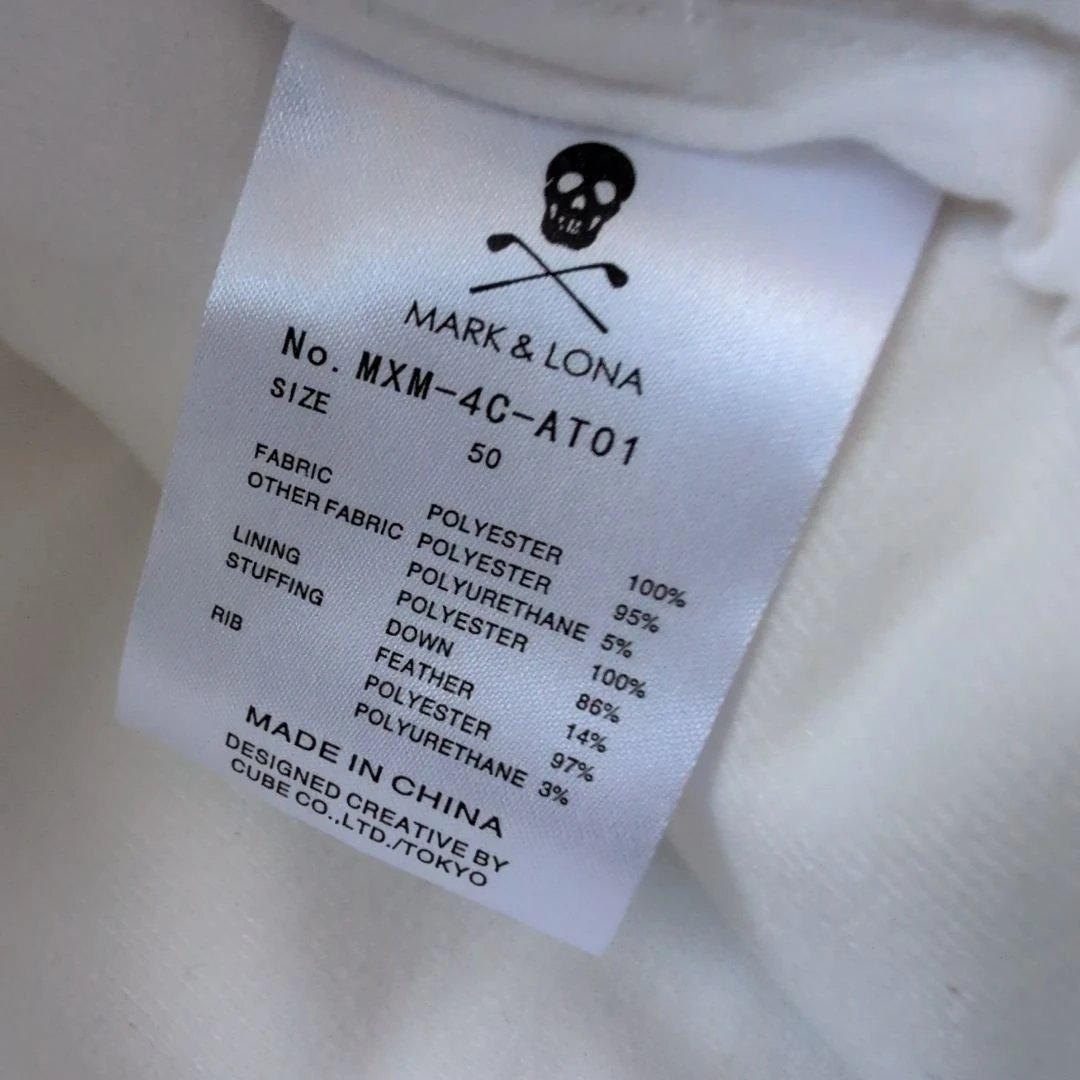 MARK & LONA
No. MXM-4C-AT01
SIZE 50
FABRIC POLYESTER 100%
OTHER FABRIC POLYESTER 95%
POLYURETHANE 5%
LINING POLYESTER 100%
STUFFING DOWN 86%
FEATHER 14%
RIB POLYESTER 97%
POLYURETHANE 3%
MADE IN CHINA
DESIGNED CREATIVE BY
CUBE CO.,LTD./TOKYO